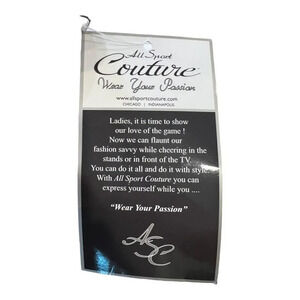 All Sport
Couture™
Wear Your Passion
www.allsportcouture.com
CHICAGO | INDIANAPOLIS
Ladies, it is time to show
our love of the game !
Now we can flaunt our
fashion savvy while cheering in the
stands or in front of the TV.
You can do it all and do it with style.
With All Sport Couture you can
express yourself while you ....
"Wear Your Passion"
ASC